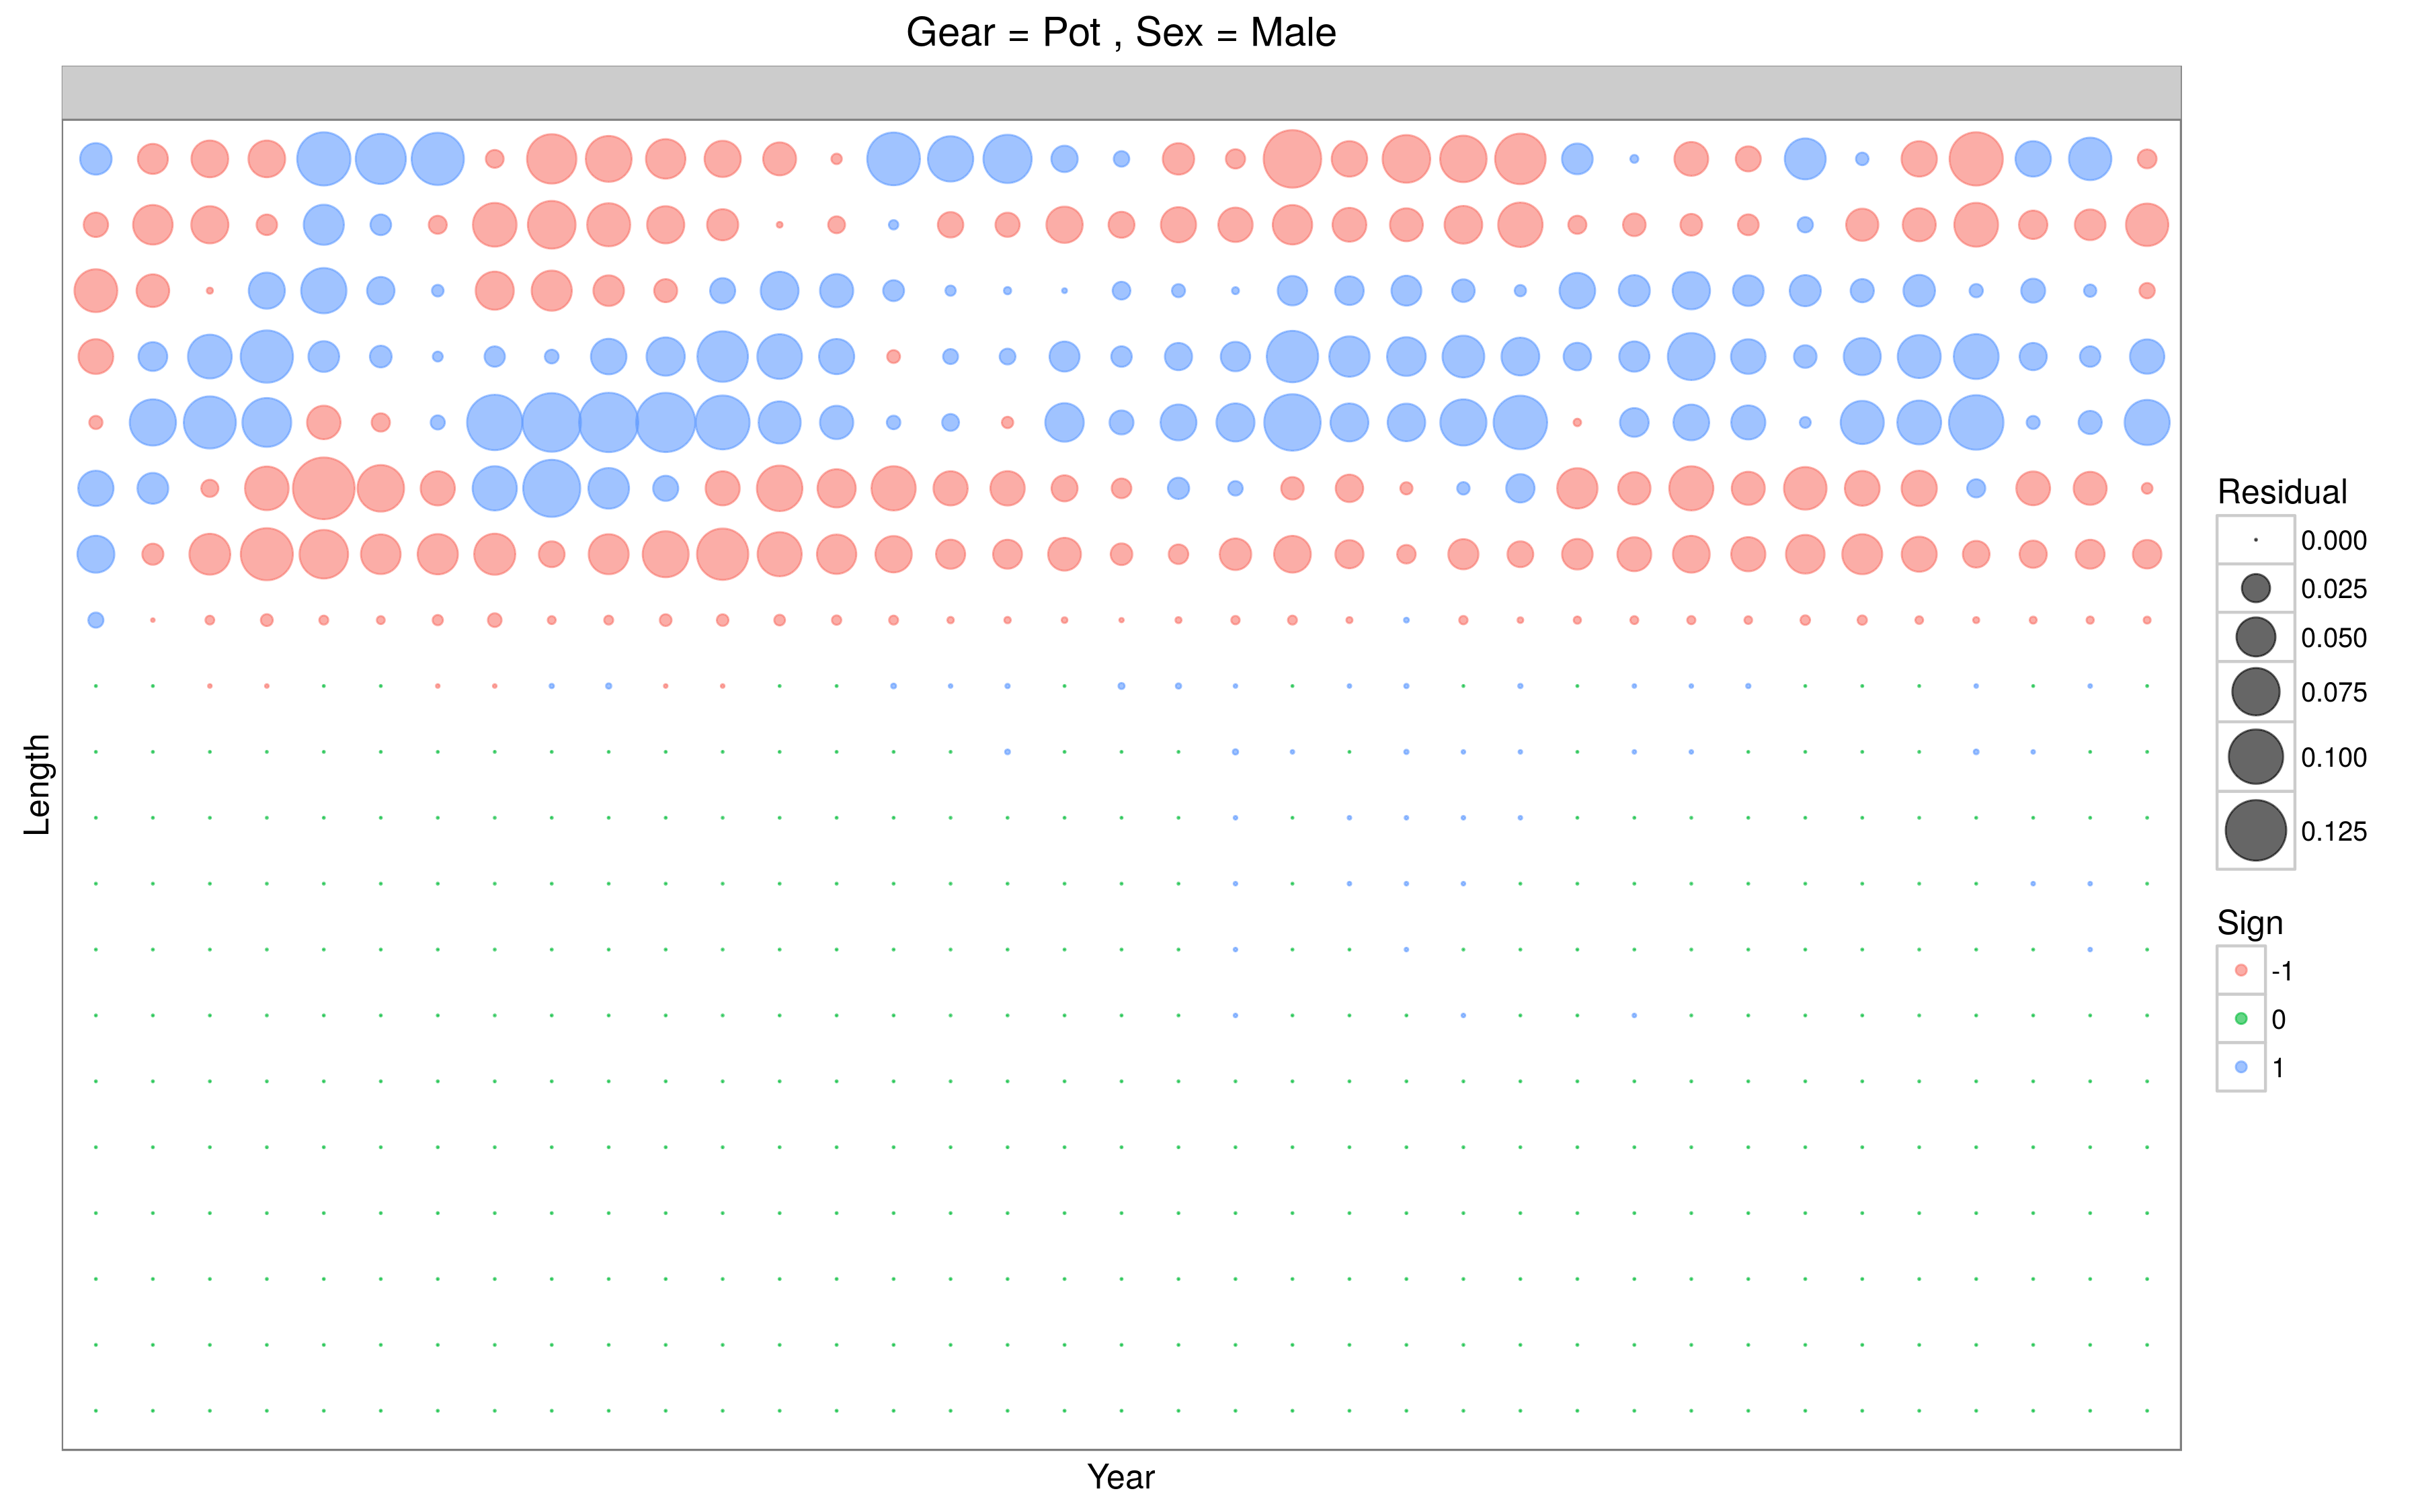 Gear = Pot , Sex = Male
Length
Year
Residual
0.000
0.025
0.050
0.075
0.100
0.125
Sign
-1
0
1